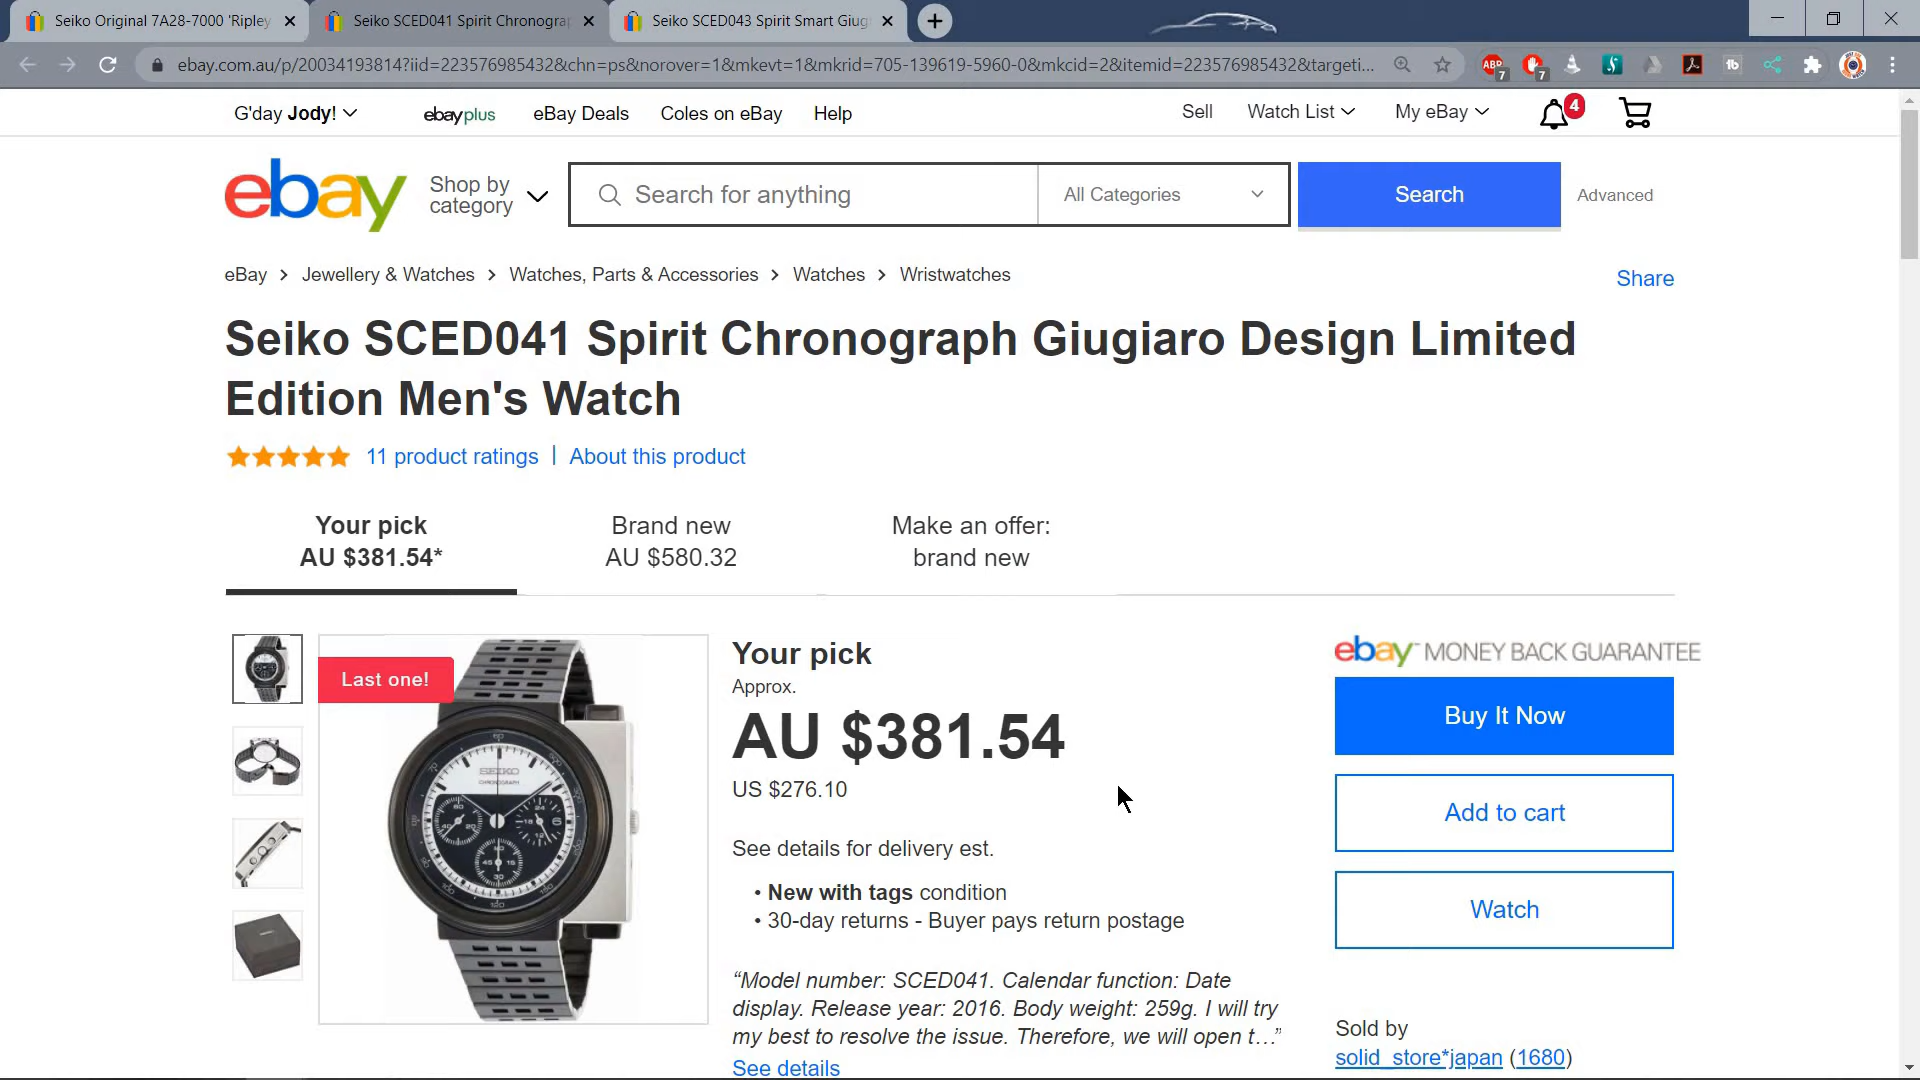 Seiko Original 7A28-7000 'Ripley
Seiko SCED041 Spirit Chronograp
Seiko SCED043 Spirit Smart Giug
ebay.com.au/p/20034193814?iid=223576985432&chn=ps&norover=1&mkevt=1&mkrid=705-139619-5960-0&mkcid=2&itemid=223576985432&targeti...
ABP 7
7
G'day Jody!
ebayplus
eBay Deals
Coles on eBay
Help
Sell
Watch List
My eBay
4
ebay
Shop by category
Search for anything
All Categories
Search
Advanced
eBay > Jewellery & Watches > Watches, Parts & Accessories > Watches > Wristwatches
Share
Seiko SCED041 Spirit Chronograph Giugiaro Design Limited
Edition Men's Watch
11 product ratings | About this product
Your pick
AU $381.54*
Brand new
AU $580.32
Make an offer:
brand new
Last one!
SEIKO
CHRONOGRAPH
Your pick
Approx.
AU $381.54
US $276.10
See details for delivery est.
• New with tags condition
• 30-day returns - Buyer pays return postage
“Model number: SCED041. Calendar function: Date
display. Release year: 2016. Body weight: 259g. I will try
my best to resolve the issue. Therefore, we will open t…”
See details
ebay™ MONEY BACK GUARANTEE
Buy It Now
Add to cart
Watch
Sold by
solid_store*japan (1680)